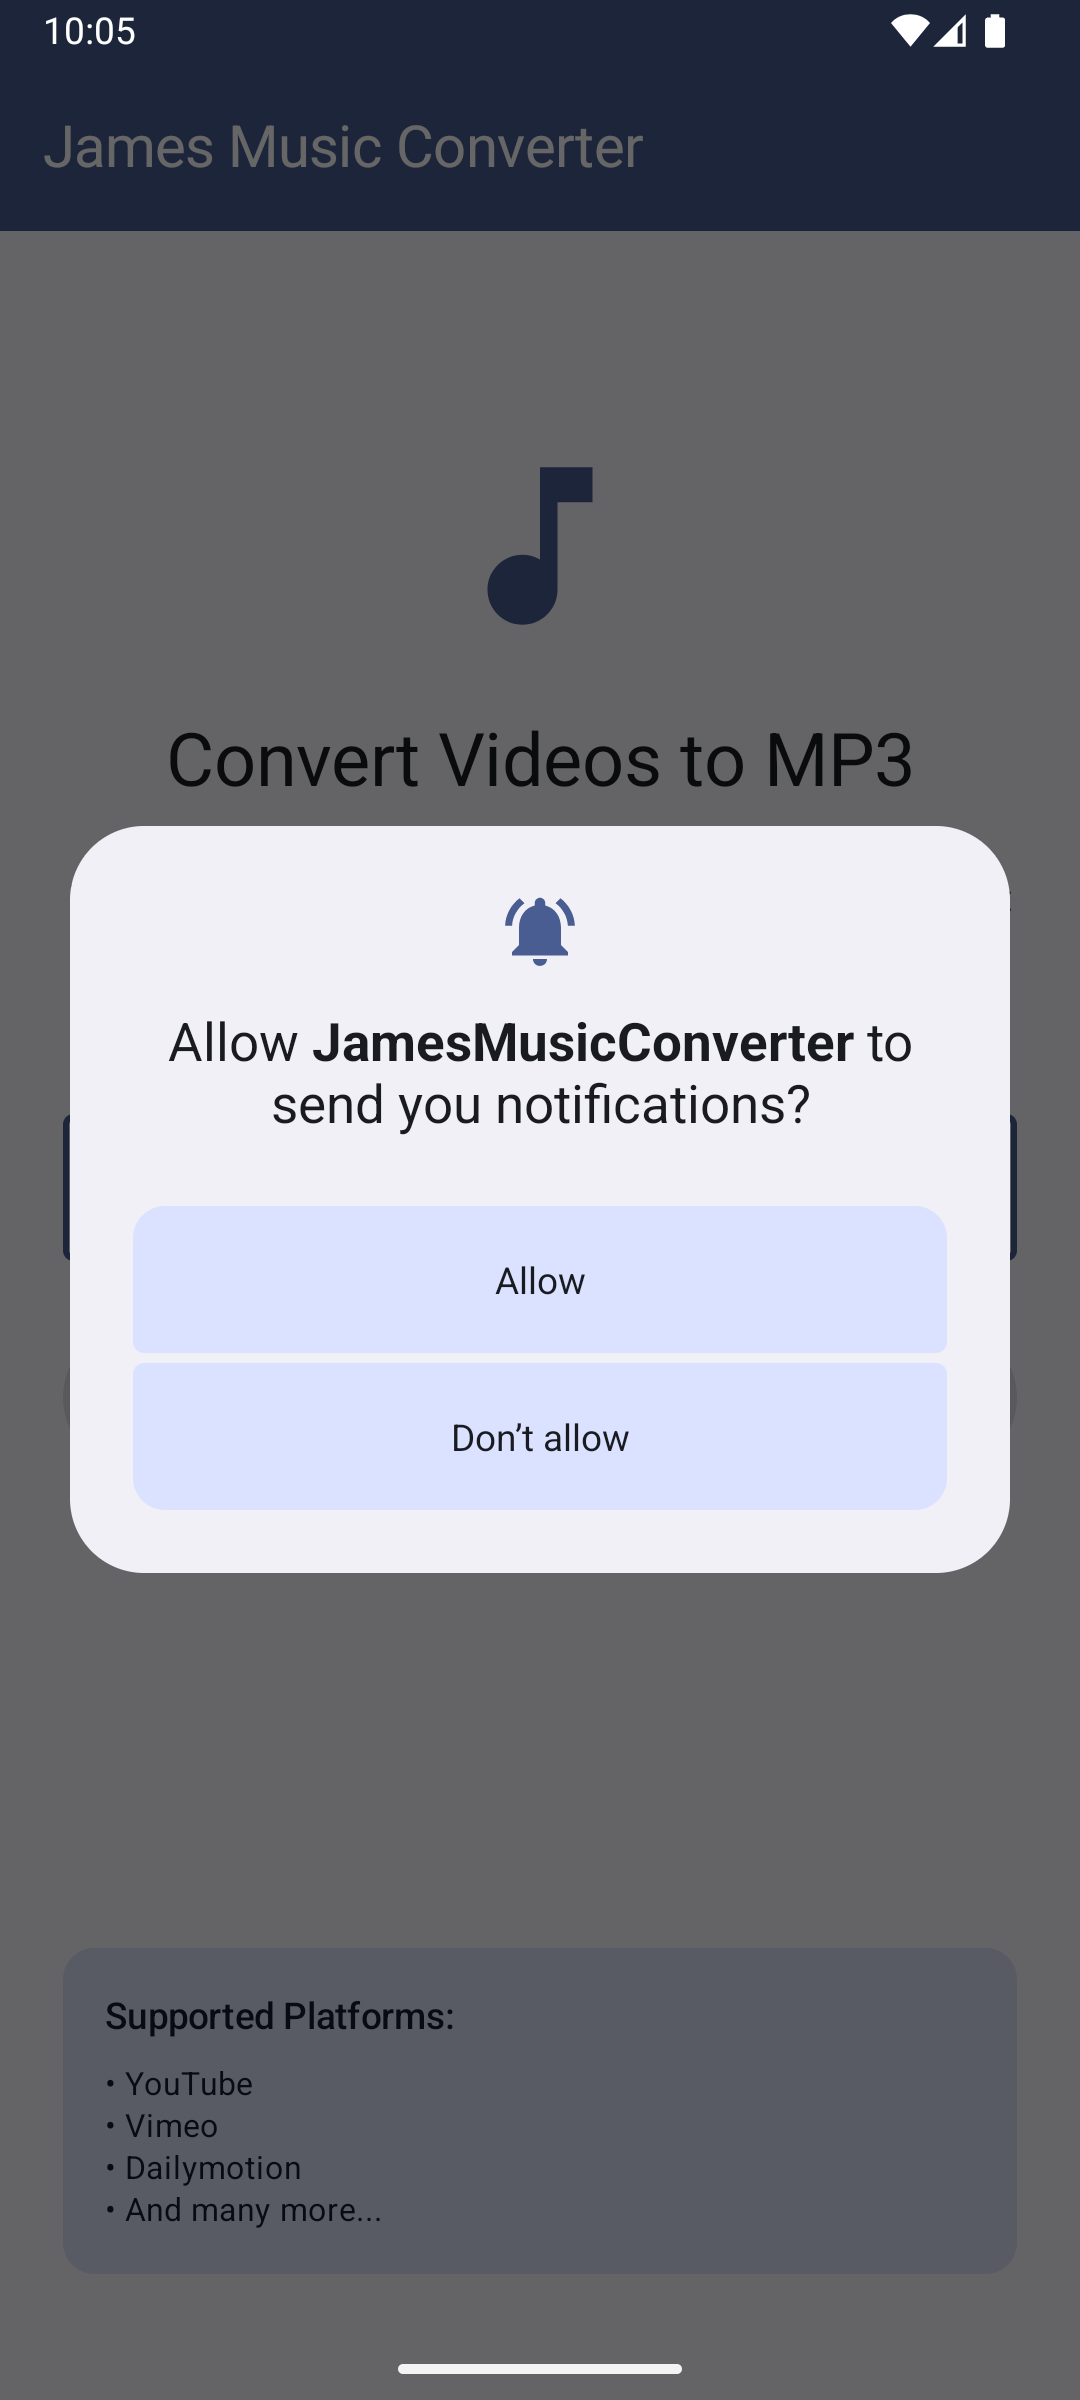 10:05
James Music Converter
Convert Videos to MP3
Allow JamesMusicConverter to
send you notifications?
Allow
Don’t allow
Supported Platforms:
• YouTube
• Vimeo
• Dailymotion
• And many more...